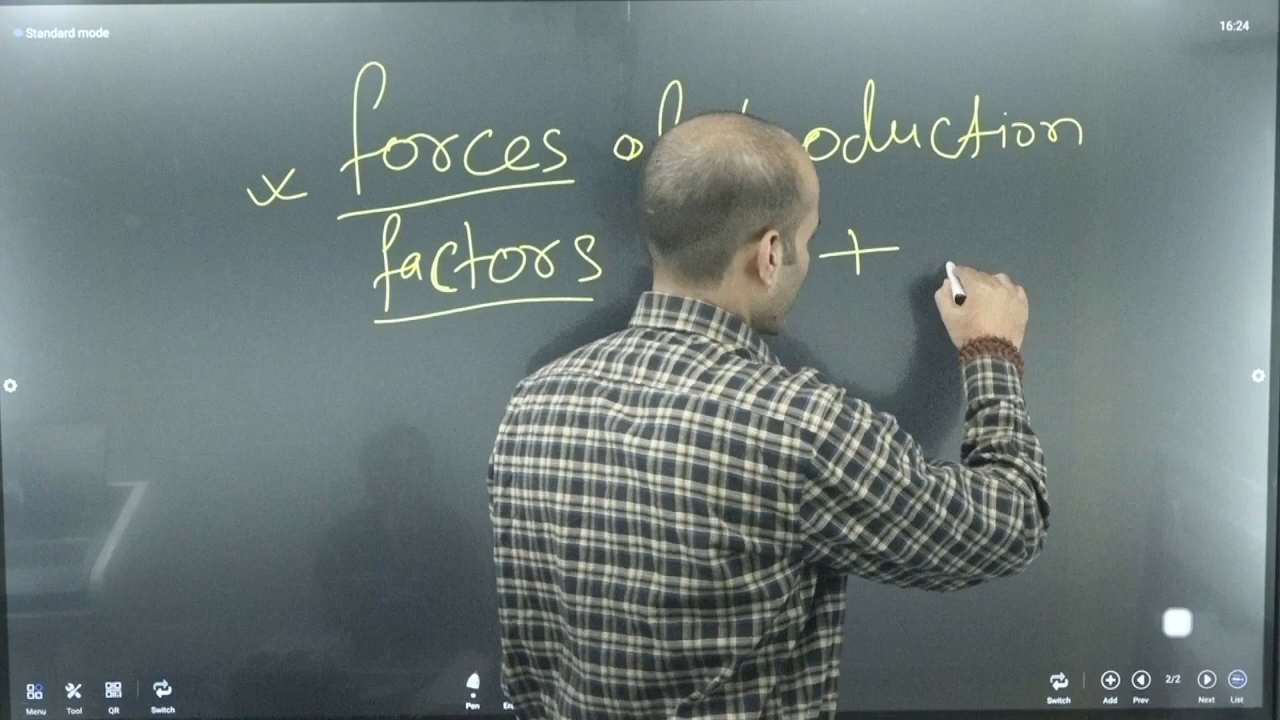 Standard mode
16:24
forces
factors +
Menu Tool QR Switch Pen Switch Add Prev 2/2 Next List